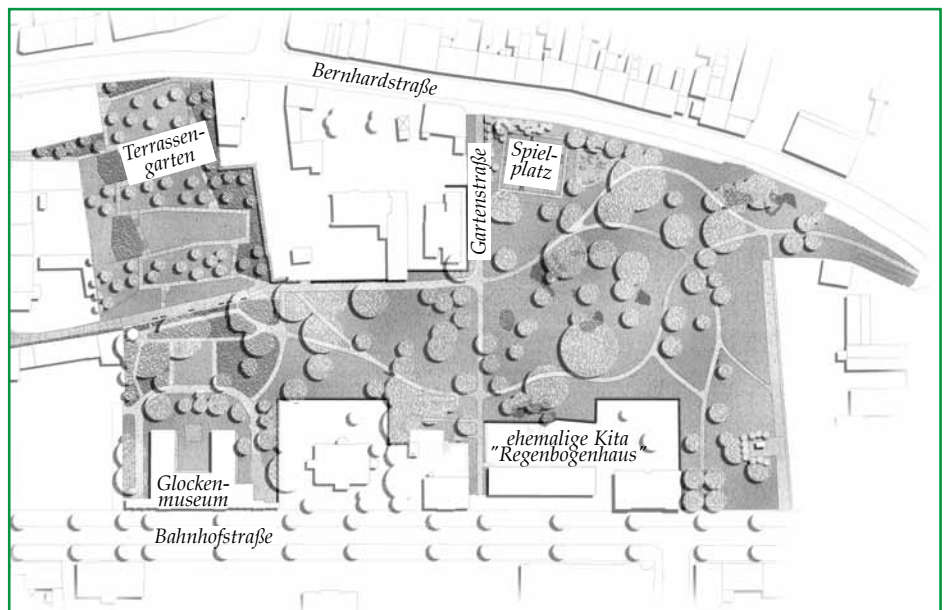 Bernhardstraße
Terrassen-
garten
Gartenstraße
Spiel-
platz
ehemalige Kita
"Regenbogenhaus"
Glocken-
museum
Bahnhofstraße